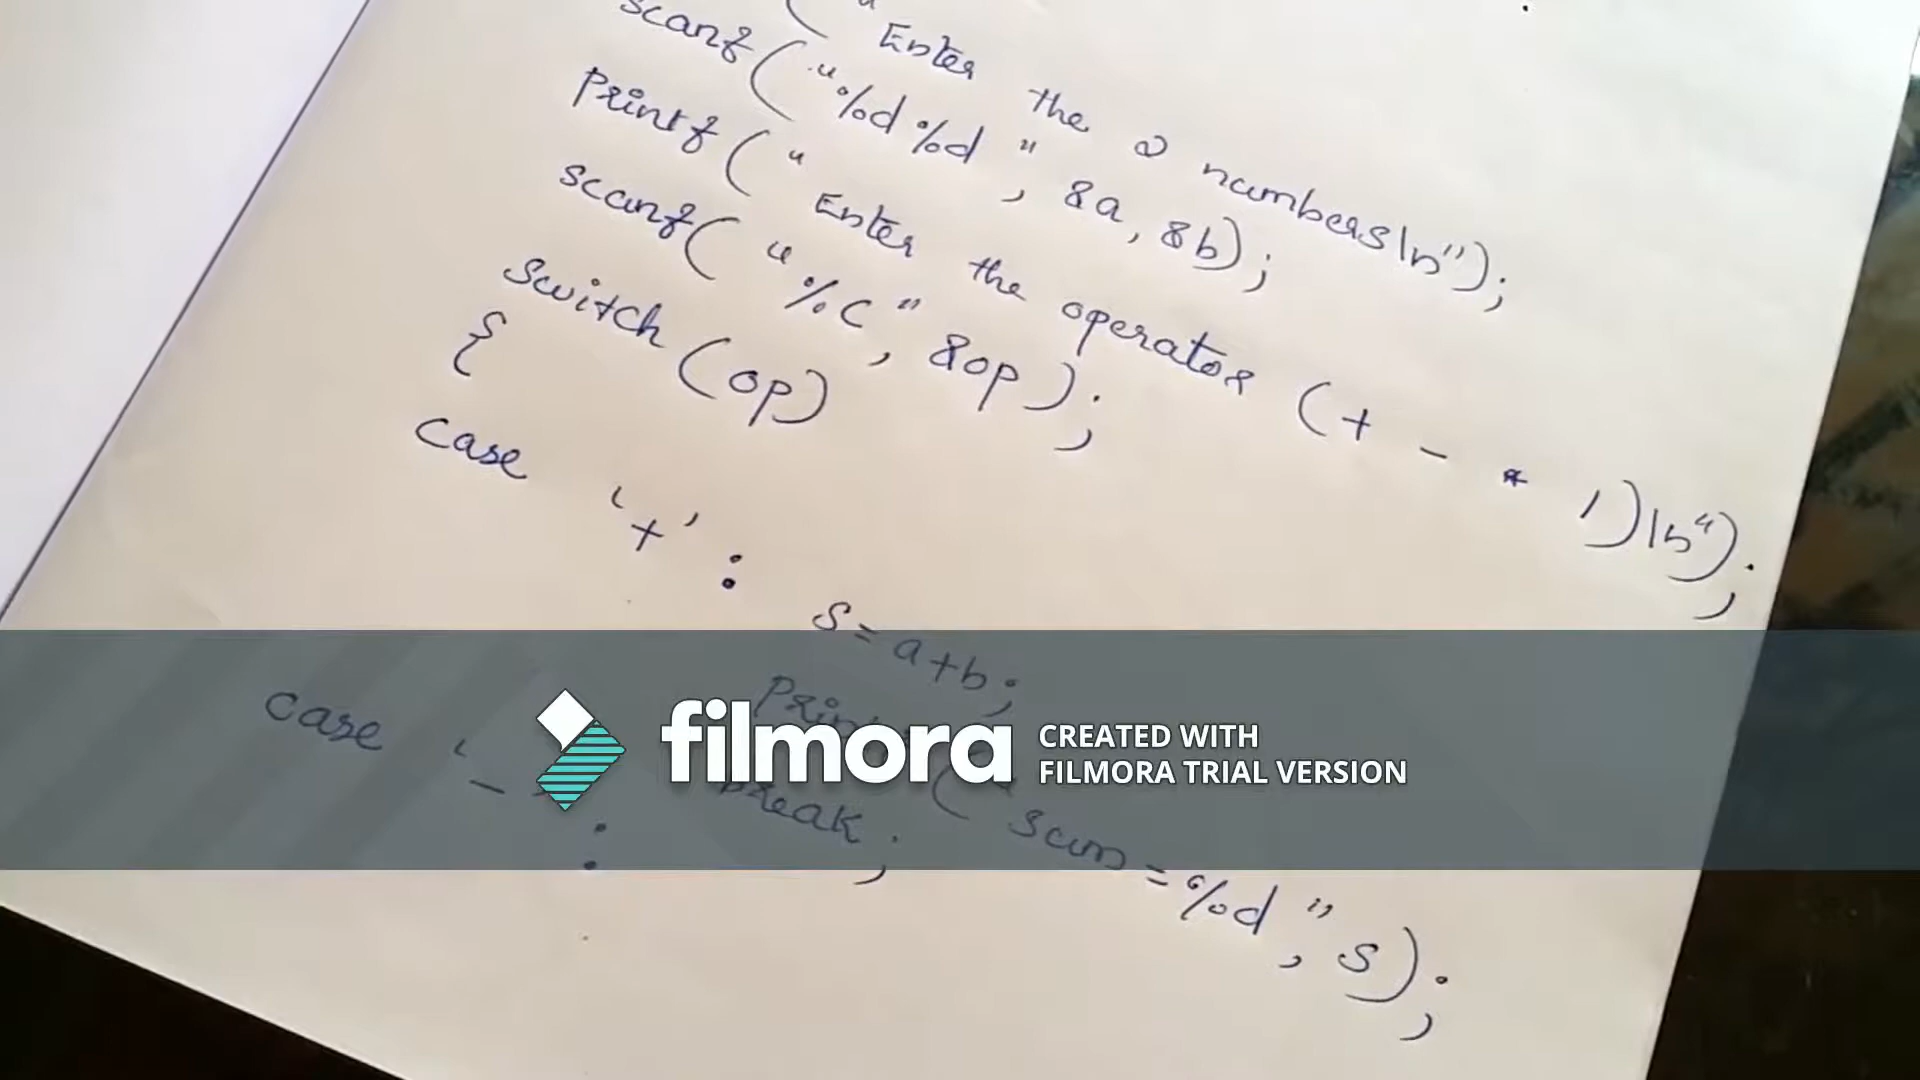 ("Enter the 2 numbers\n");
scanf("%d%d", &a, &b);
printf("Enter the operator (+ - * /)\n");
scanf("%c", &op);
switch(op)
{
case '+': s=a+b;
printf("sum=%d", s);
break;
case '-':
filmora
CREATED WITH
FILMORA TRIAL VERSION